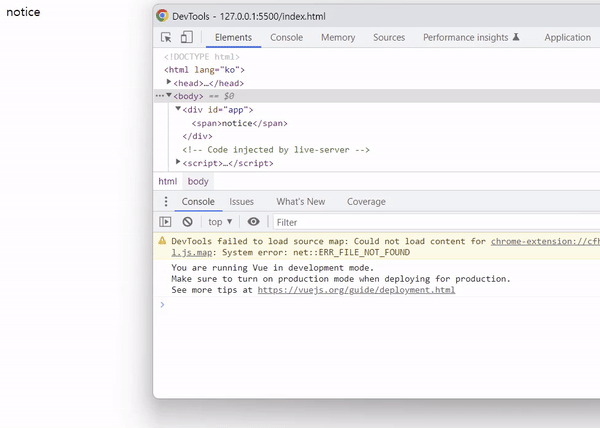 notice
DevTools - 127.0.0.1:5500/index.html
Elements Console Memory Sources Performance insights Application
<!DOCTYPE html>
<html lang="ko">
<head>…</head>
<body> == $0
<div id="app">
<span>notice</span>
</div>
<!-- Code injected by live-server -->
<script>…</script>
html body
Console Issues What's New Coverage
top Filter
DevTools failed to load source map: Could not load content for chrome-extension://cfh
l.js.map: System error: net::ERR_FILE_NOT_FOUND
You are running Vue in development mode.
Make sure to turn on production mode when deploying for production.
See more tips at https://vuejs.org/guide/deployment.html